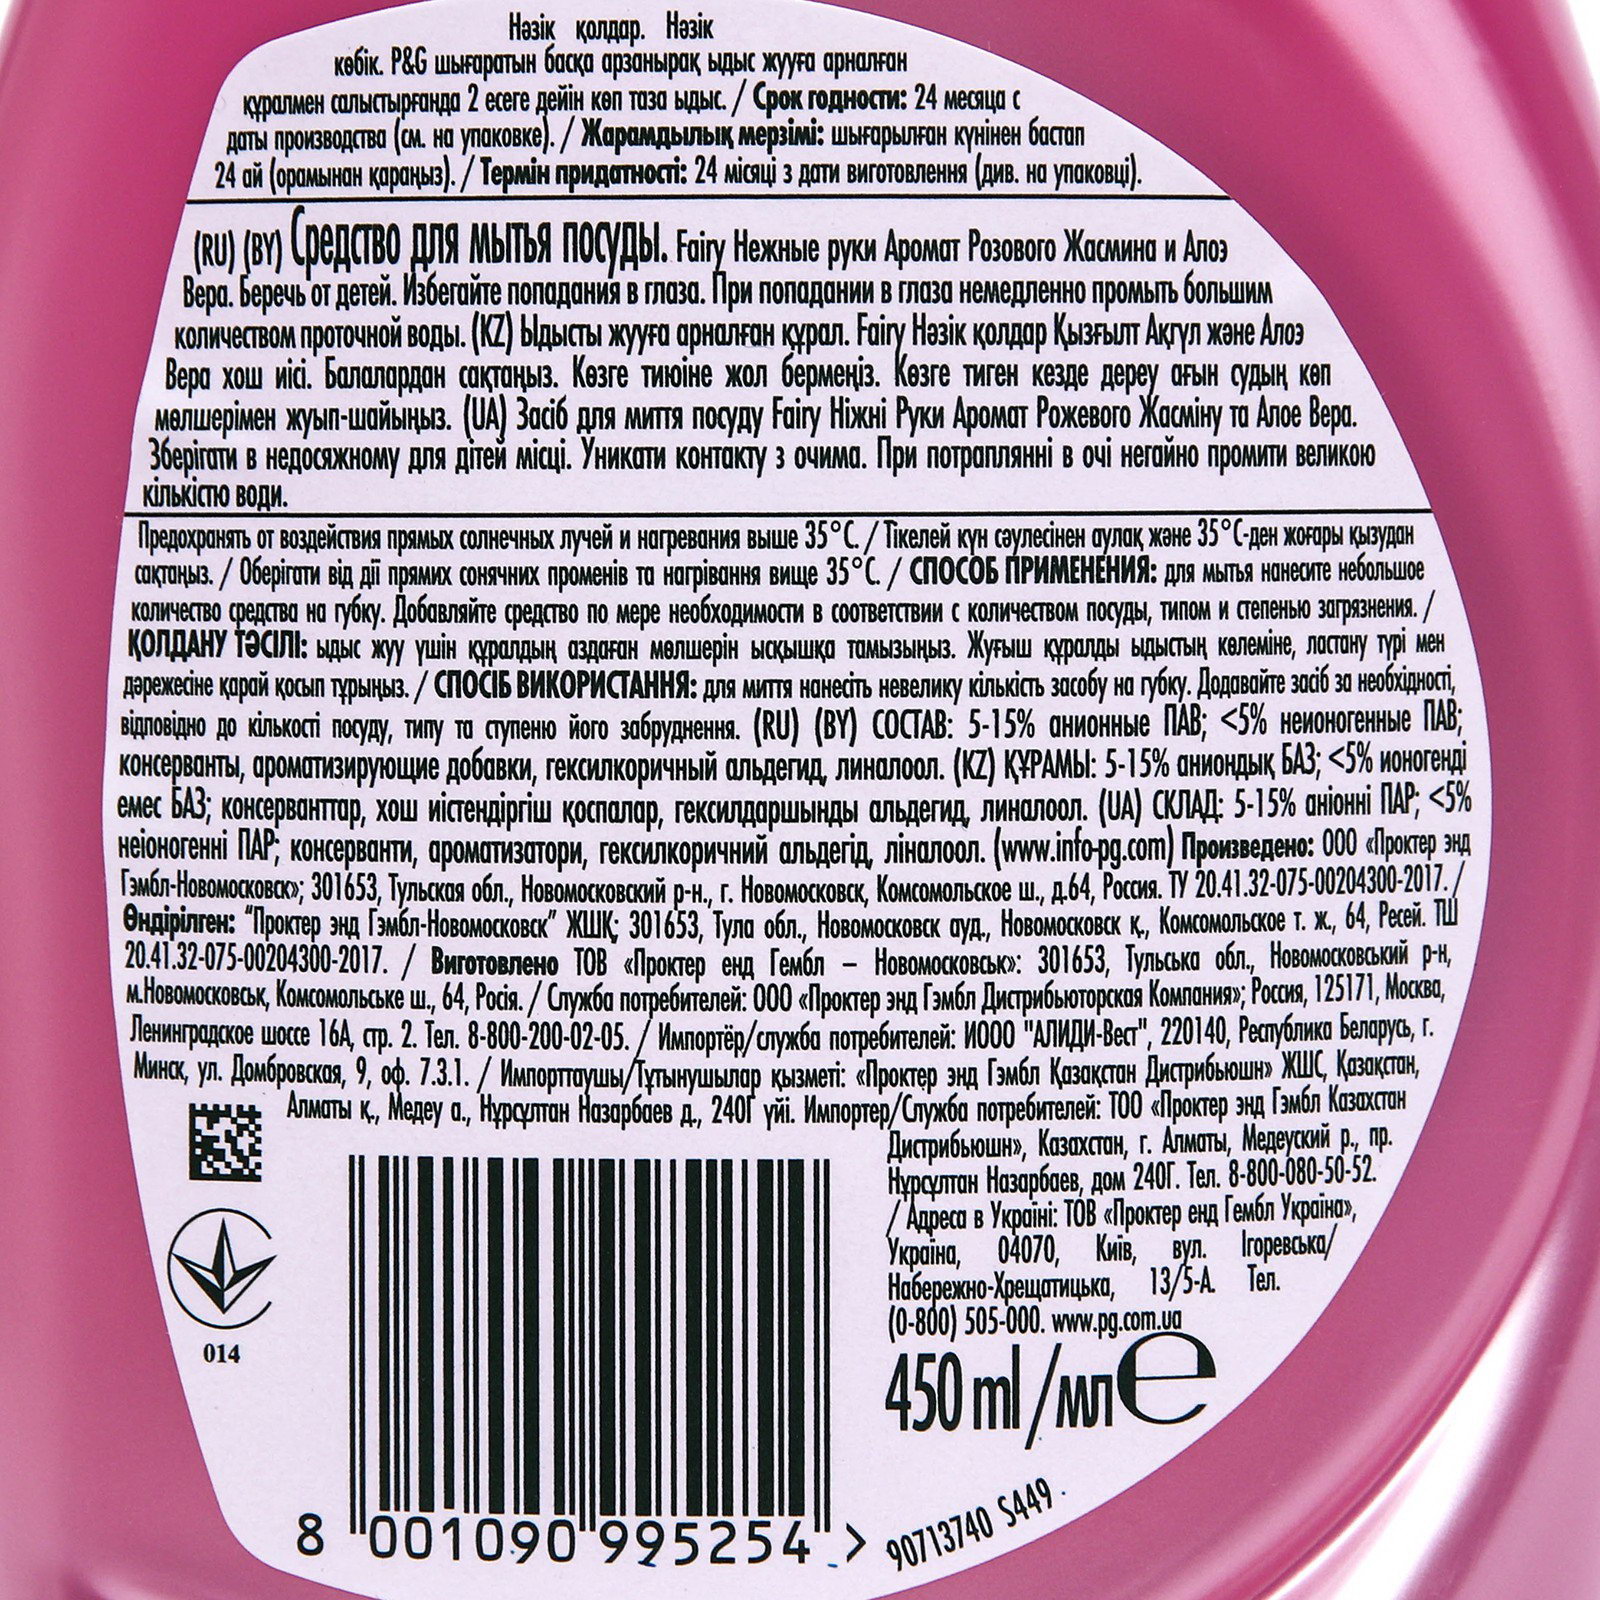 Нәзік қолдар. Нәзік
көбік. P&G шығаратын басқа арзанырақ ыдыс жууға арналған
құралмен салыстырғанда 2 есеге дейін көп таза ыдыс. / Срок годности: 24 месяца с
даты производства (см. на упаковке). / Жарамдылық мерзімі: шығарылған күнінен бастап
24 ай (орамынан қараңыз). / Термін придатності: 24 місяці з дати виготовлення (див. на упаковці).
(RU) (BY) Средство для мытья посуды. Fairy Нежные руки Аромат Розового Жасмина и Алоэ
Вера. Беречь от детей. Избегайте попадания в глаза. При попадании в глаза немедленно промыть большим
количеством проточной воды. (KZ) Ыдысты жууға арналған құрал. Fairy Нәзік қолдар Қызғылт Ақгүл және Алоэ
Вера хош иісі. Балалардан сақтаңыз. Көзге тиюіне жол бермеңіз. Көзге тиген кезде дереу ағын судың көп
мөлшерімен жуып-шайыңыз. (UA) Засіб для миття посуду Fairy Ніжні Руки Аромат Рожевого Жасміну та Алое Вера.
Зберігати в недосяжному для дітей місці. Уникати контакту з очима. При потраплянні в очі негайно промити великою
кількістю води.
Предохранять от воздействия прямых солнечных лучей и нагревания выше 35°C. / Тікелей күн сәулесінен аулақ және 35°C-ден жоғары қызудан
сақтаңыз. / Оберігати від дії прямих сонячних променів та нагрівання вище 35°C. / СПОСОБ ПРИМЕНЕНИЯ: для мытья нанесите небольшое
количество средства на губку. Добавляйте средство по мере необходимости в соответствии с количеством посуды, типом и степенью загрязнения. /
ҚОЛДАНУ ТӘСІЛІ: ыдыс жуу үшін құралдың аздаған мөлшерін ысқышқа тамызыңыз. Жуғыш құралды ыдыстың көлеміне, ластану түрі мен
дәрежесіне қарай қосып тұрыңыз. / СПОСІБ ВИКОРИСТАННЯ: для миття нанесіть невелику кількість засобу на губку. Додавайте засіб за необхідності,
відповідно до кількості посуду, типу та ступеню його забруднення. (RU) (BY) СОСТАВ: 5-15% анионные ПАВ; <5% неионогенные ПАВ;
консерванты, ароматизирующие добавки, гексилкоричный альдегид, линалоол. (KZ) ҚҰРАМЫ: 5-15% аниондық БАЗ; <5% ионогенді
емес БАЗ; консерванттар, хош иістендіргіш қоспалар, гексилдаршынды альдегид, линалоол. (UA) СКЛАД: 5-15% аніонні ПАР; <5%
неіоногенні ПАР; консерванти, ароматизатори, гексилкоричний альдегід, ліналоол. (www.info-pg.com) Произведено: ООО «Проктер энд
Гэмбл-Новомосковск»; 301653, Тульская обл., Новомосковский р-н., г. Новомосковск, Комсомольское ш., д.64, Россия. ТУ 20.41.32-075-00204300-2017. /
Өндірілген: "Проктер энд Гэмбл-Новомосковск" ЖШҚ; 301653, Тула обл., Новомосковск ауд., Новомосковск қ., Комсомольское т. ж., 64, Ресей. ТШ
20.41.32-075-00204300-2017. / Виготовлено ТОВ «Проктер енд Гембл – Новомосковськ»: 301653, Тульська обл., Новомосковський р-н,
м.Новомосковськ, Комсомольське ш., 64, Росія. / Служба потребителей: ООО «Проктер энд Гэмбл Дистрибьюторская Компания»; Россия, 125171, Москва,
Ленинградское шоссе 16А, стр. 2. Тел. 8-800-200-02-05. / Импортёр/служба потребителей: ИООО "АЛИДИ-Вест", 220140, Республика Беларусь, г.
Минск, ул. Домбровская, 9, оф. 7.3.1. / Импорттаушы/Тұтынушылар қызметі: «Проктер энд Гэмбл Қазақстан Дистрибьюшн» ЖШС, Қазақстан,
Алматы қ., Медеу а., Нұрсұлтан Назарбаев д., 240Г үйі. Импортер/Служба потребителей: ТОО «Проктер энд Гэмбл Казахстан
Дистрибьюшн», Казахстан, г. Алматы, Медеуский р., пр.
Нұрсұлтан Назарбаев, дом 240Г. Тел. 8-800-080-50-52.
/ Адреса в Україні: ТОВ «Проктер енд Гембл Україна»,
Україна, 04070, Київ, вул. Ігоревська/
Набережно-Хрещатицька, 13/5-А. Тел.
(0-800) 505-000. www.pg.com.ua
014
450 ml/мл e
8 001090 995254 >
90713740 S449